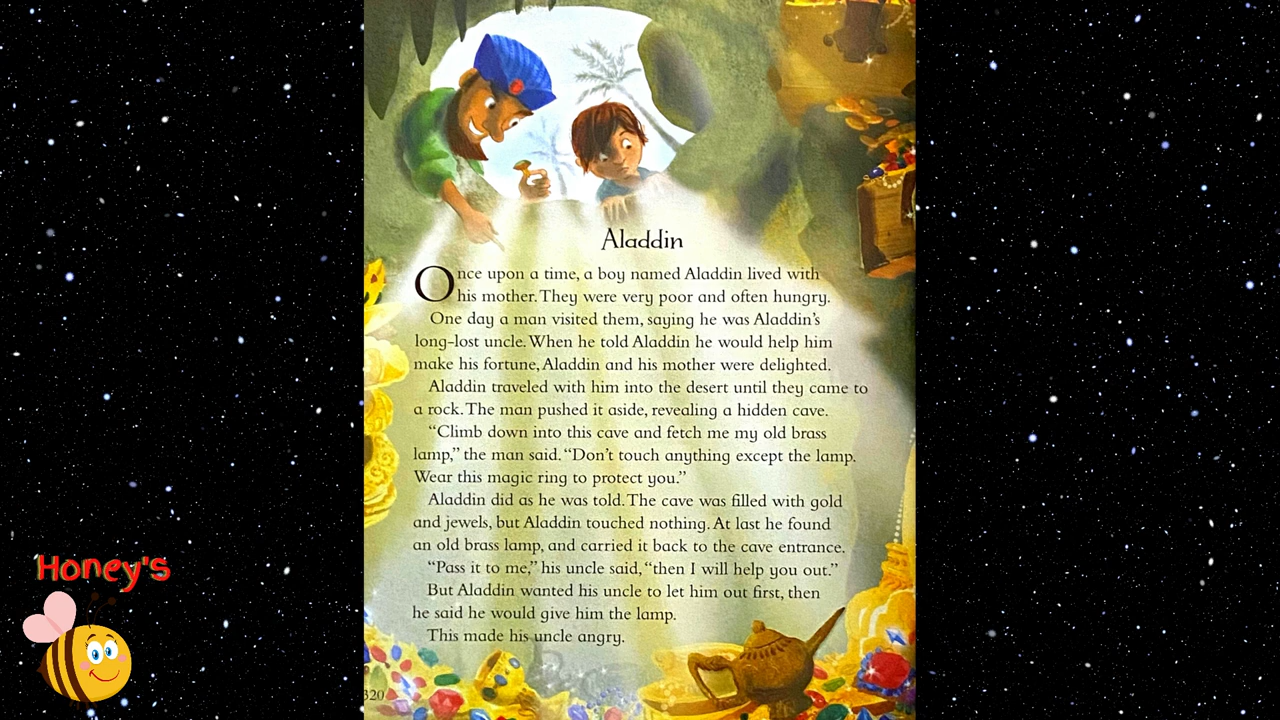 Aladdin
Once upon a time, a boy named Aladdin lived with
his mother. They were very poor and often hungry.
One day a man visited them, saying he was Aladdin's
long-lost uncle. When he told Aladdin he would help him
make his fortune, Aladdin and his mother were delighted.
Aladdin traveled with him into the desert until they came to
a rock. The man pushed it aside, revealing a hidden cave.
“Climb down into this cave and fetch me my old brass
lamp,” the man said. “Don't touch anything except the lamp.
Wear this magic ring to protect you.”
Aladdin did as he was told. The cave was filled with gold
and jewels, but Aladdin touched nothing. At last he found
an old brass lamp, and carried it back to the cave entrance.
“Pass it to me,” his uncle said, “then I will help you out.”
But Aladdin wanted his uncle to let him out first, then
he said he would give him the lamp.
This made his uncle angry.
320
Honey's